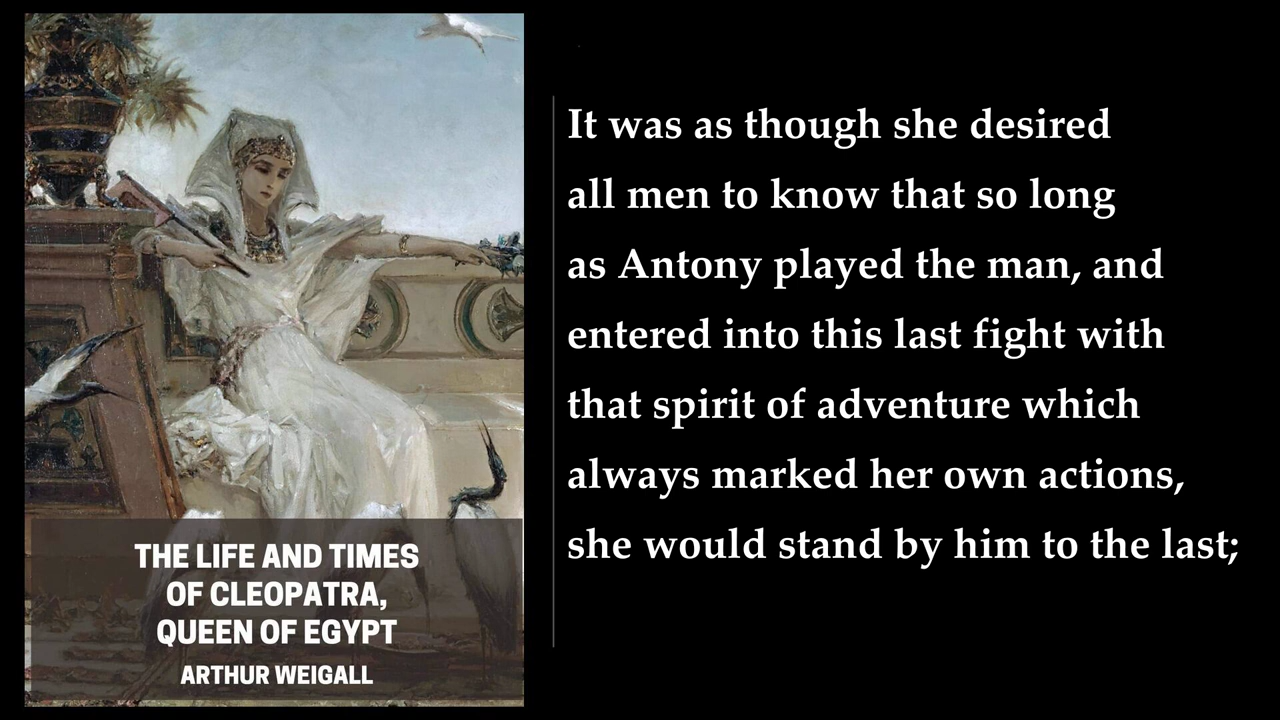 It was as though she desired
all men to know that so long
as Antony played the man, and
entered into this last fight with
that spirit of adventure which
always marked her own actions,
she would stand by him to the last;
THE LIFE AND TIMES
OF CLEOPATRA,
QUEEN OF EGYPT
ARTHUR WEIGALL